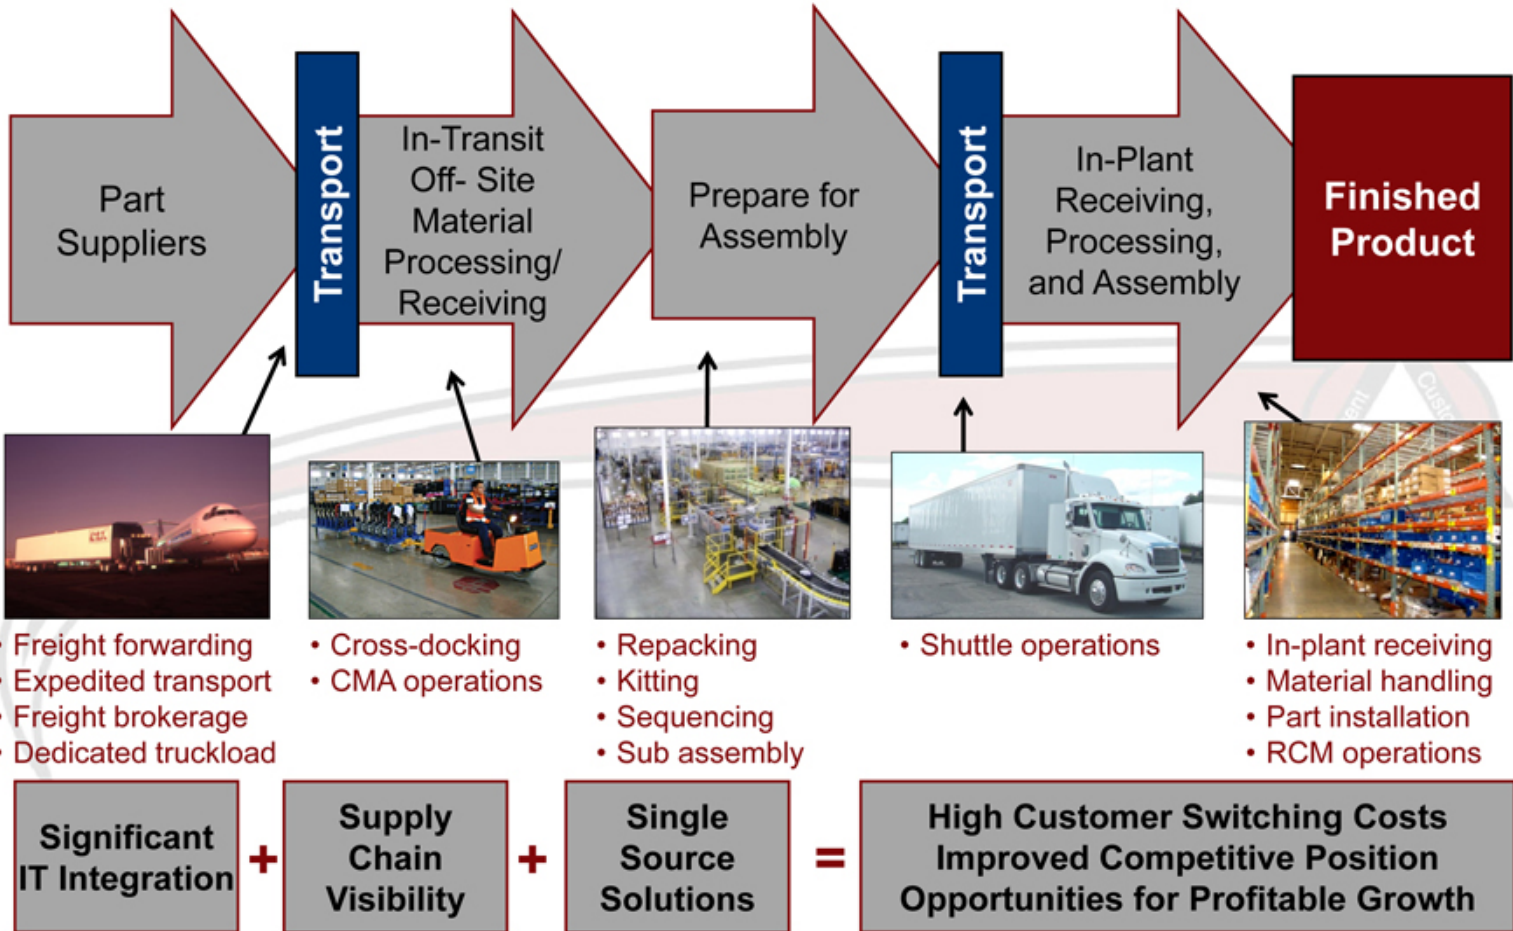 Part
Suppliers
Transport
In-Transit
Off- Site
Material
Processing/
Receiving
Prepare for
Assembly
Transport
In-Plant
Receiving,
Processing,
and Assembly
Finished
Product
• Freight forwarding
• Expedited transport
• Freight brokerage
• Dedicated truckload
• Cross-docking
• CMA operations
• Repacking
• Kitting
• Sequencing
• Sub assembly
• Shuttle operations
• In-plant receiving
• Material handling
• Part installation
• RCM operations
Significant
IT Integration
+
Supply
Chain
Visibility
+
Single
Source
Solutions
=
High Customer Switching Costs
Improved Competitive Position
Opportunities for Profitable Growth